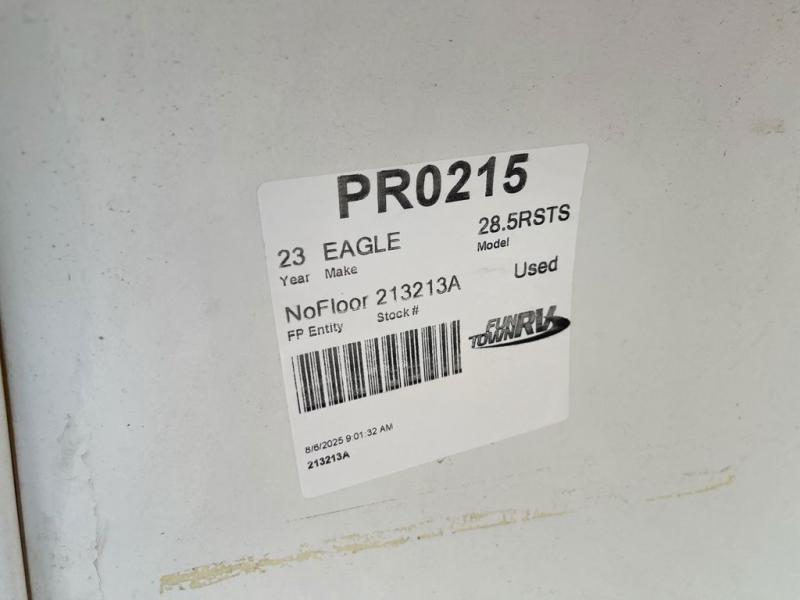 PR0215
23 EAGLE 28.5RSTS
Year Make Model
NoFloor 213213A Used
FP Entity Stock#
FUN
TOWN RV
8/6/2025 9:01:32 AM
213213A